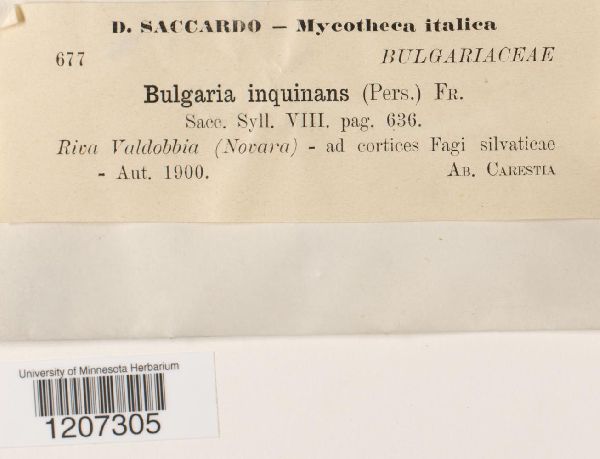 D. SACCARDO — Mycotheca italica
677 BULGARIACEAE
Bulgaria inquinans (Pers.) FR.
Sacc. Syll. VIII, pag. 636.
Riva Valdobbia (Novara) - ad cortices Fagi silvaticae
- Aut. 1900. AB. CARESTIA
University of Minnesota Herbarium
1207305